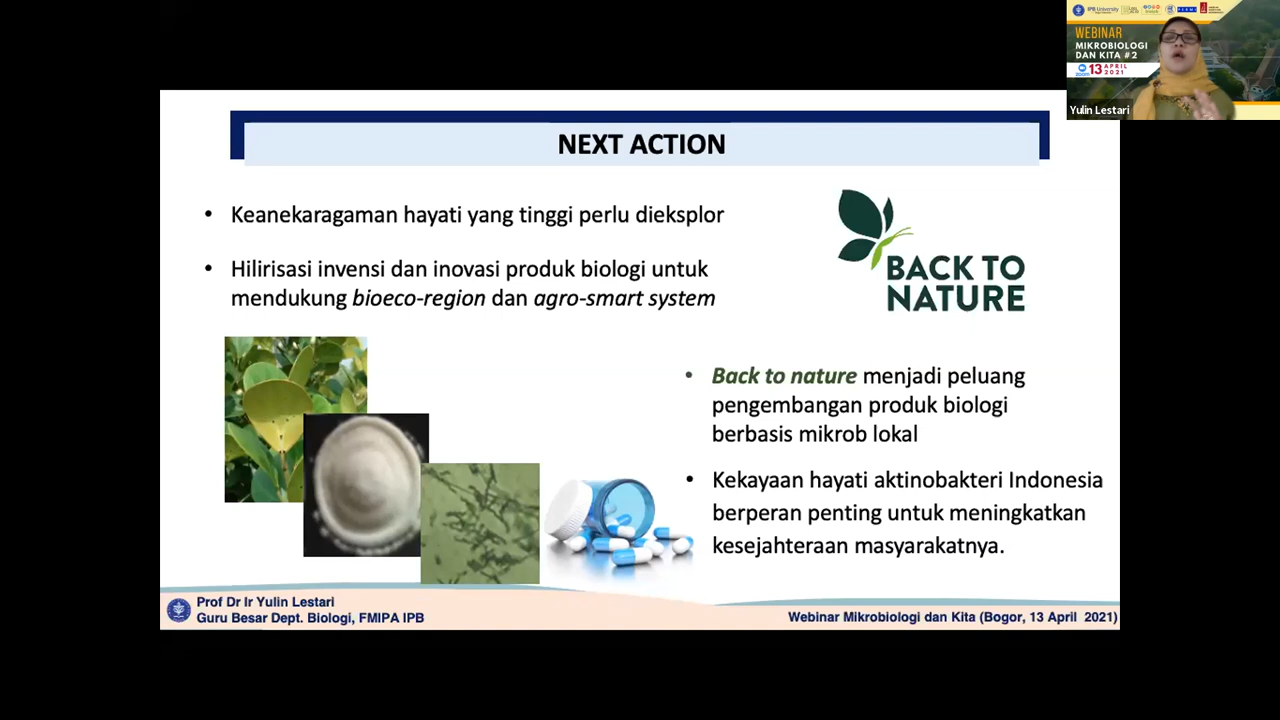 IPB University
WEBINAR
MIKROBIOLOGI
DAN KITA #2
zoom
13 APRIL
2021
Yulin Lestari
NEXT ACTION
• Keanekaragaman hayati yang tinggi perlu dieksplor
• Hilirisasi invensi dan inovasi produk biologi untuk
mendukung bioeco-region dan agro-smart system
BACK TO
NATURE
• Back to nature menjadi peluang
pengembangan produk biologi
berbasis mikrob lokal
• Kekayaan hayati aktinobakteri Indonesia
berperan penting untuk meningkatkan
kesejahteraan masyarakatnya.
Prof Dr Ir Yulin Lestari
Guru Besar Dept. Biologi, FMIPA IPB
Webinar Mikrobiologi dan Kita (Bogor, 13 April 2021)